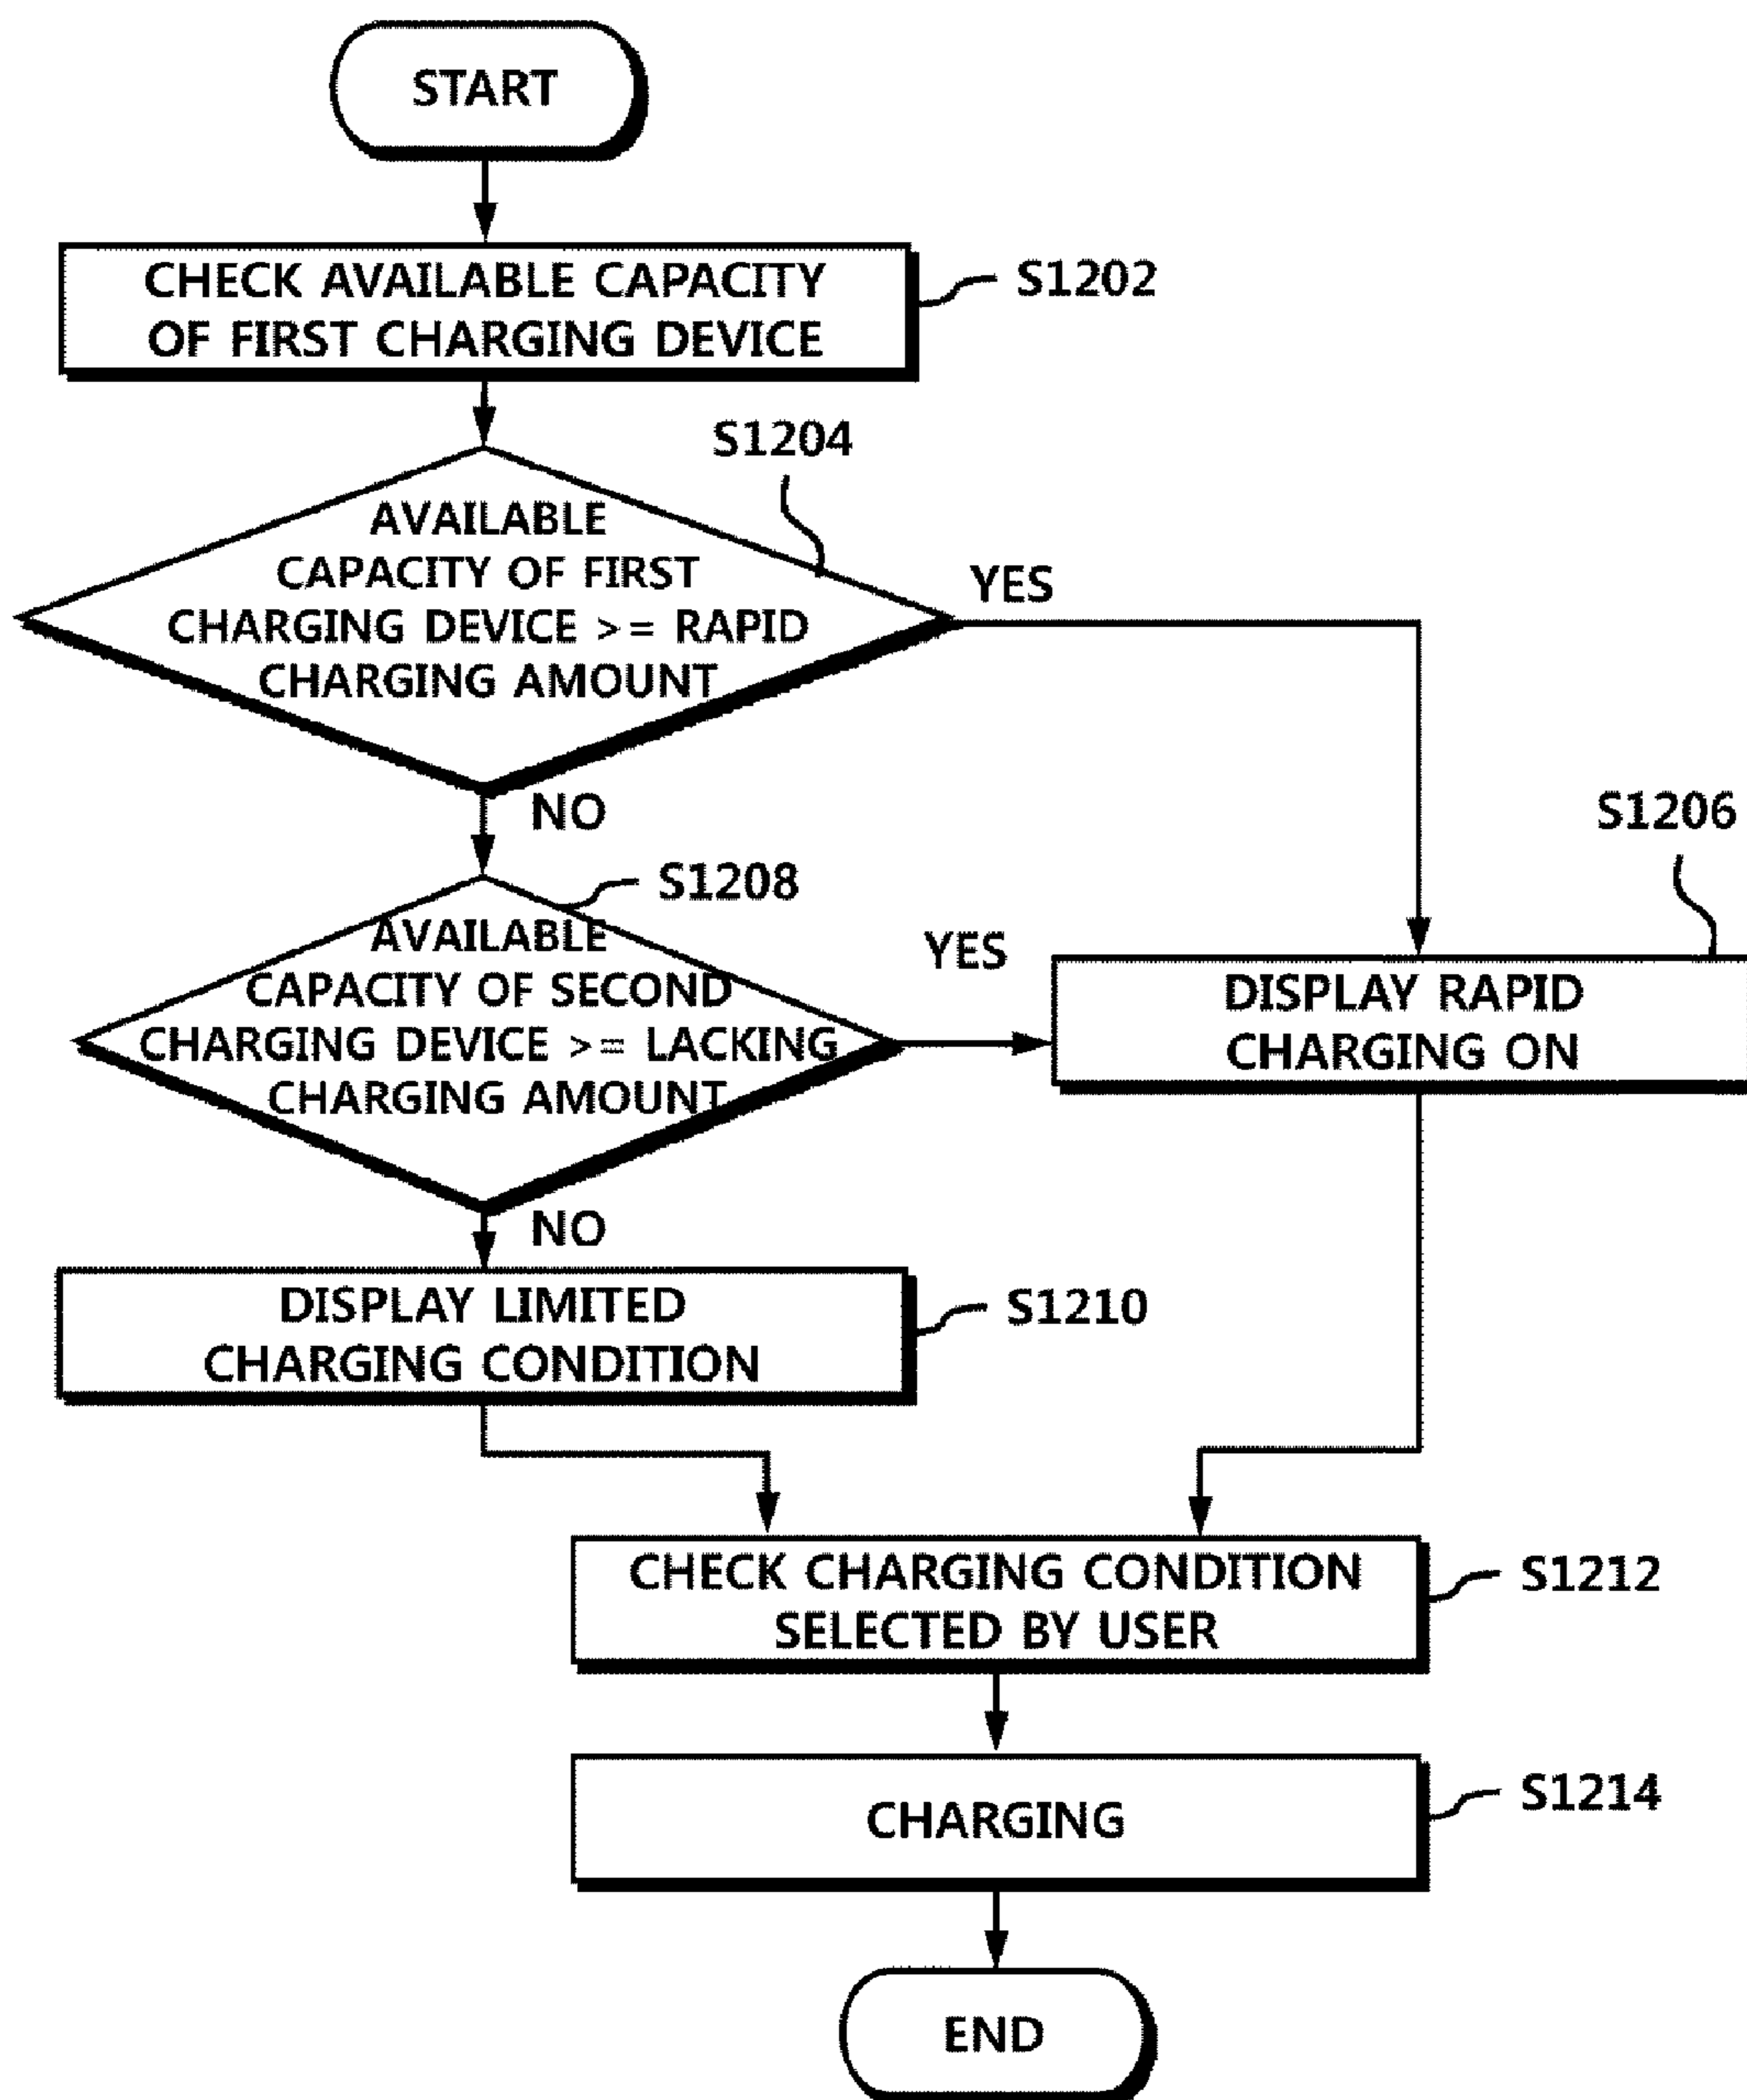 START
CHECK AVAILABLE CAPACITY
OF FIRST CHARGING DEVICE
S1202
S1204
AVAILABLE
CAPACITY OF FIRST
CHARGING DEVICE >= RAPID
CHARGING AMOUNT
YES
NO
S1206
S1208
AVAILABLE
CAPACITY OF SECOND
CHARGING DEVICE >= LACKING
CHARGING AMOUNT
YES
DISPLAY RAPID
CHARGING ON
NO
DISPLAY LIMITED
CHARGING CONDITION
S1210
CHECK CHARGING CONDITION
SELECTED BY USER
S1212
CHARGING
S1214
END